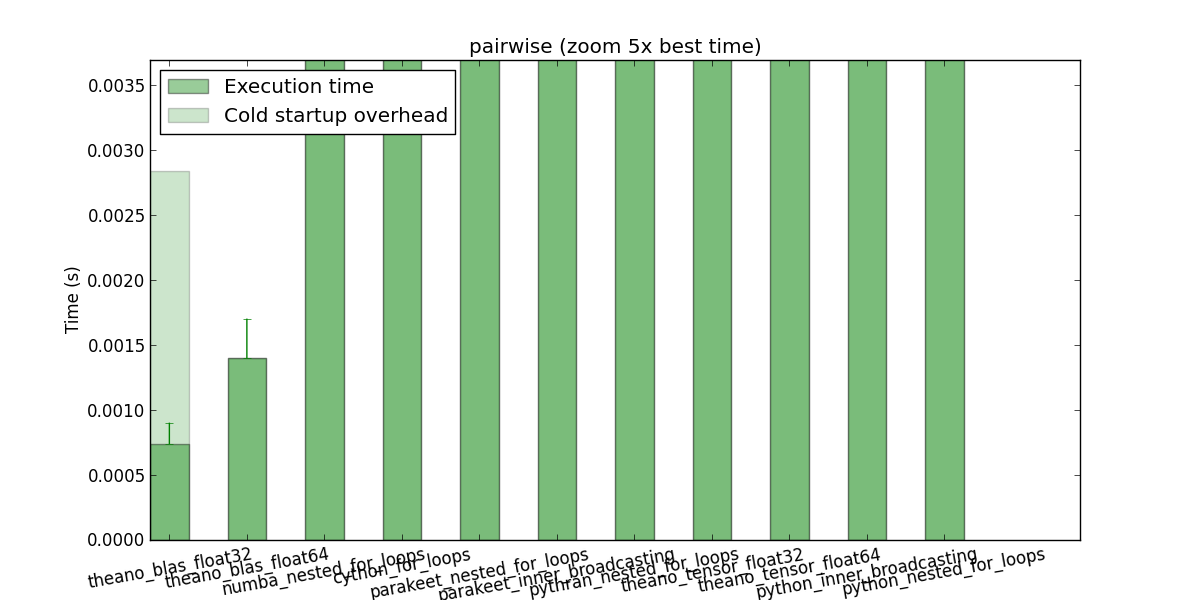 pairwise (zoom 5x best time)
Execution time
Cold startup overhead
Time (s)
0.0035
0.0030
0.0025
0.0020
0.0015
0.0010
0.0005
0.0000
theano_blas_float32
theano_blas_float64
numba_nested_for_loops
cython_for_loops
parakeet_nested_for_loops
parakeet_inner_broadcasting
pythran_nested_for_loops
theano_tensor_float32
theano_tensor_float64
python_inner_broadcasting
python_nested_for_loops